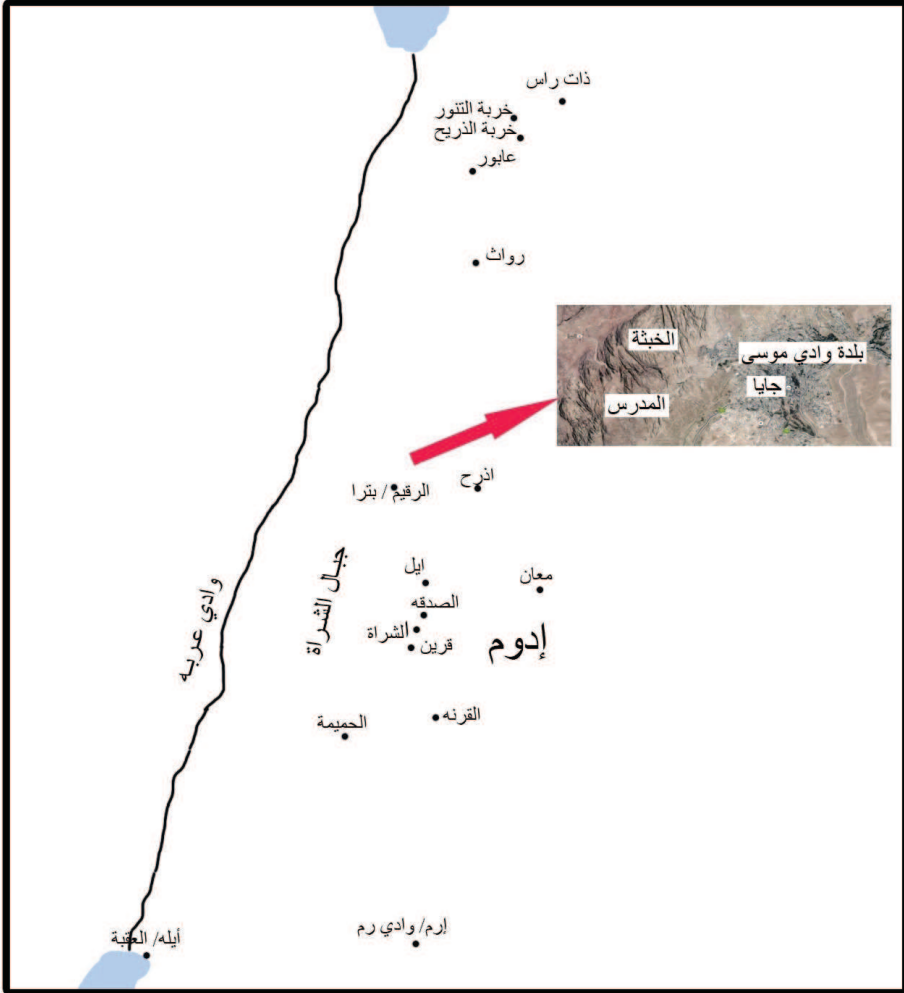 ذات راس
خربة التنور
خربة الذريح
عابور
رواث
الخبثة
بلدة وادي موسى
جايا
المدرس
اذرح
الرقيم / بترا
ايل
معان
جبال الشراة
وادي عربه
الصدقه
الشراة
قرين
إدوم
القرنه
الحميمة
إرم/ وادي رم
أيله/ العقبة